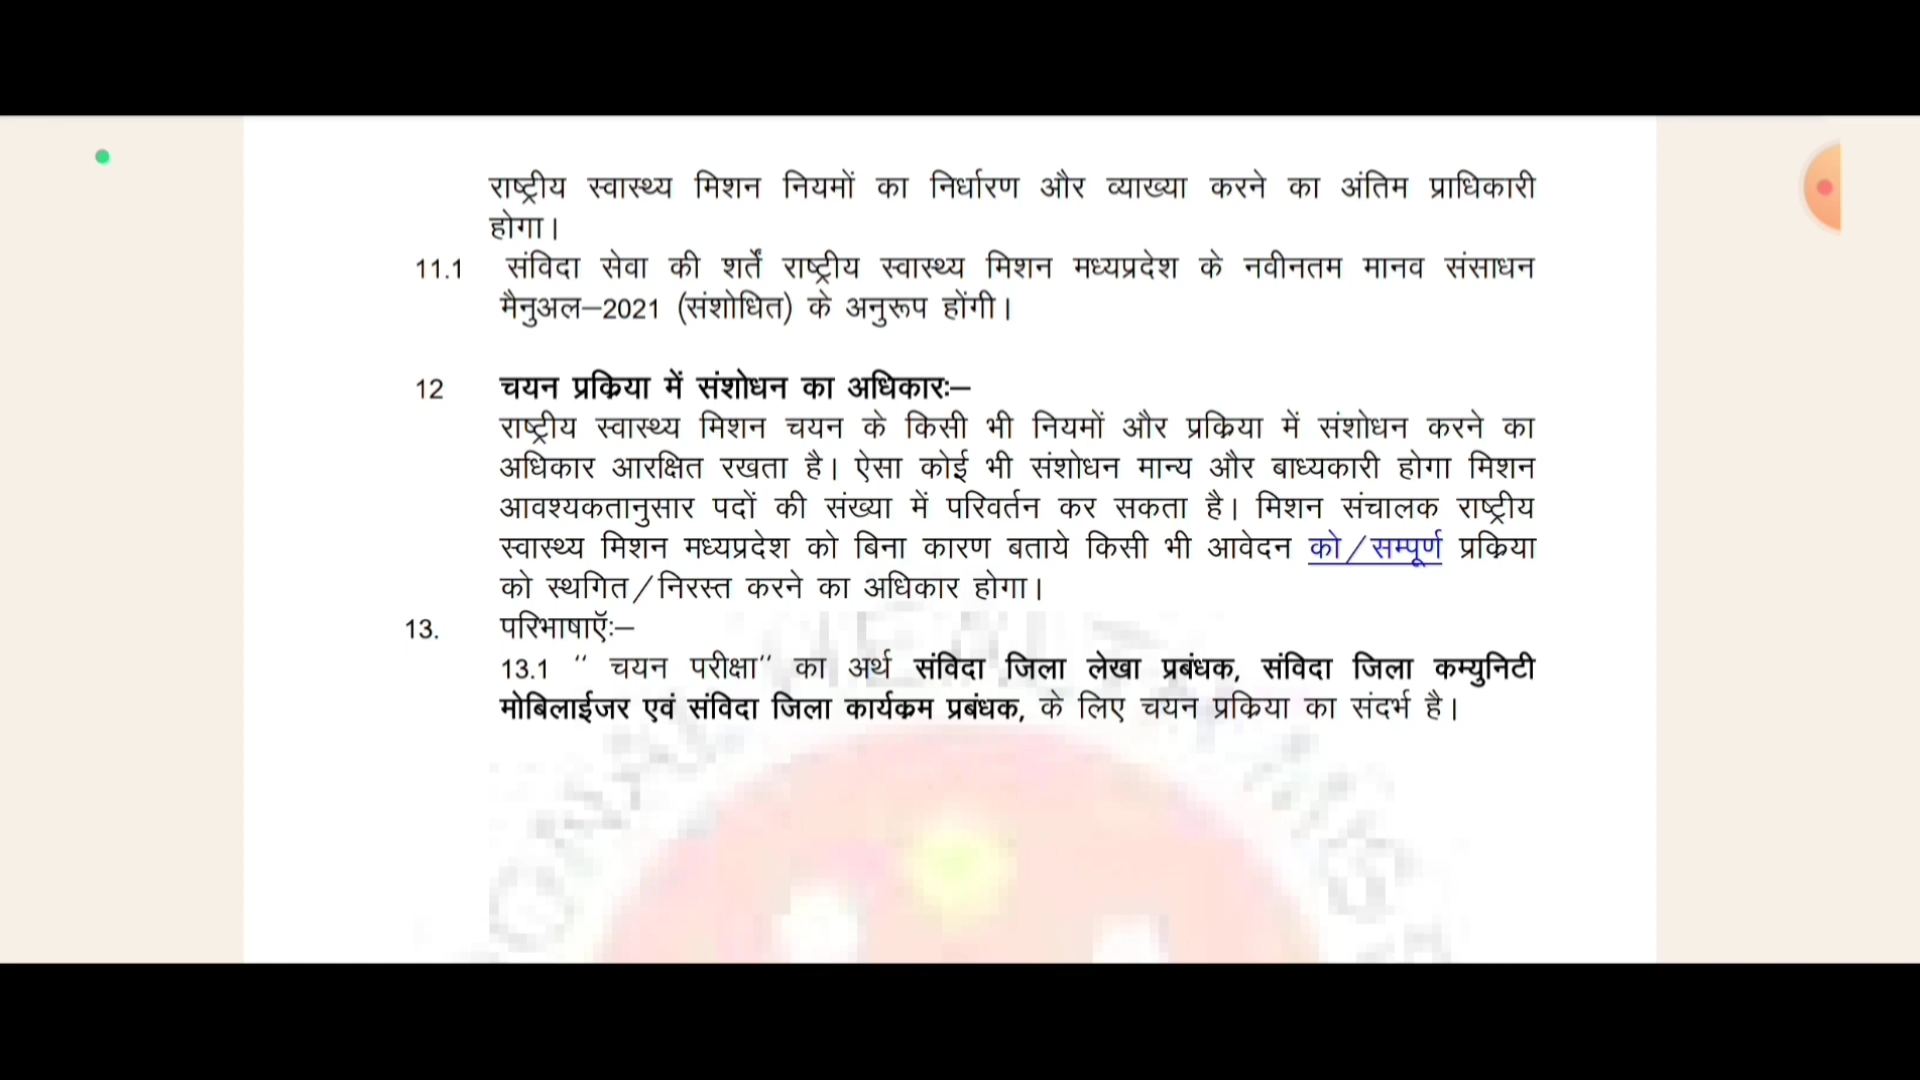 राष्ट्रीय स्वास्थ्य मिशन नियमों का निर्धारण और व्याख्या करने का अंतिम प्राधिकारी
होगा।
11.1 संविदा सेवा की शर्तें राष्ट्रीय स्वास्थ्य मिशन मध्यप्रदेश के नवीनतम मानव संसाधन
मैनुअल–2021 (संशोधित) के अनुरूप होंगी।
12 चयन प्रक्रिया में संशोधन का अधिकारः–
राष्ट्रीय स्वास्थ्य मिशन चयन के किसी भी नियमों और प्रक्रिया में संशोधन करने का
अधिकार आरक्षित रखता है। ऐसा कोई भी संशोधन मान्य और बाध्यकारी होगा मिशन
आवश्यकतानुसार पदों की संख्या में परिवर्तन कर सकता है। मिशन संचालक राष्ट्रीय
स्वास्थ्य मिशन मध्यप्रदेश को बिना कारण बताये किसी भी आवेदन को/सम्पूर्ण प्रक्रिया
को स्थगित/निरस्त करने का अधिकार होगा।
13. परिभाषाएॅः–
13.1 “ चयन परीक्षा” का अर्थ संविदा जिला लेखा प्रबंधक, संविदा जिला कम्युनिटी
मोबिलाईजर एवं संविदा जिला कार्यक्रम प्रबंधक, के लिए चयन प्रक्रिया का संदर्भ है।